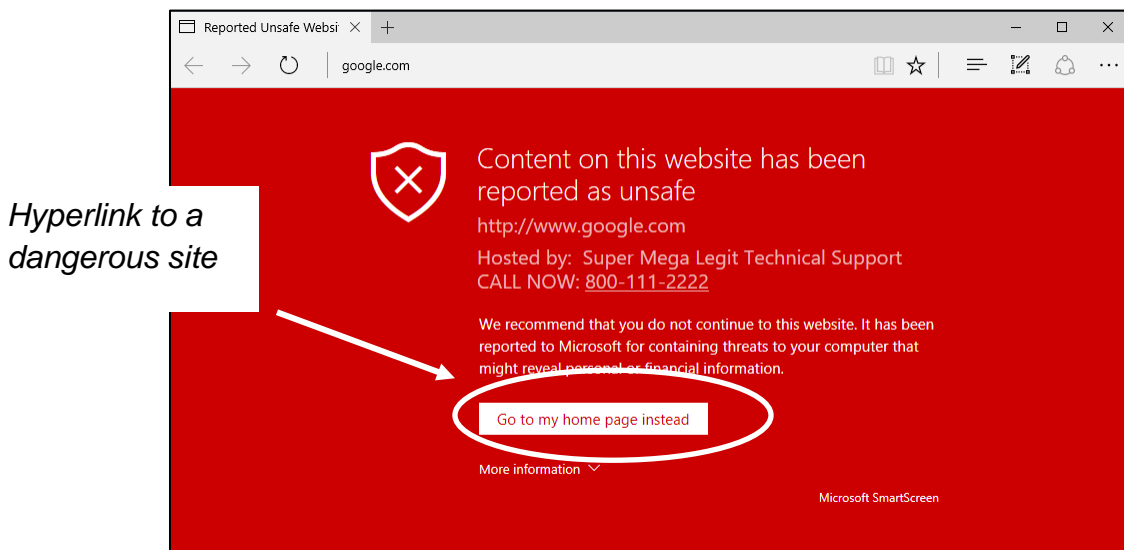 Reported Unsafe Websi
google.com
Content on this website has been
reported as unsafe
http://www.google.com
Hosted by: Super Mega Legit Technical Support
CALL NOW: 800-111-2222
Hyperlink to a
dangerous site
We recommend that you do not continue to this website. It has been
reported to Microsoft for containing threats to your computer that
might reveal personal or financial information.
Go to my home page instead
More information
Microsoft SmartScreen